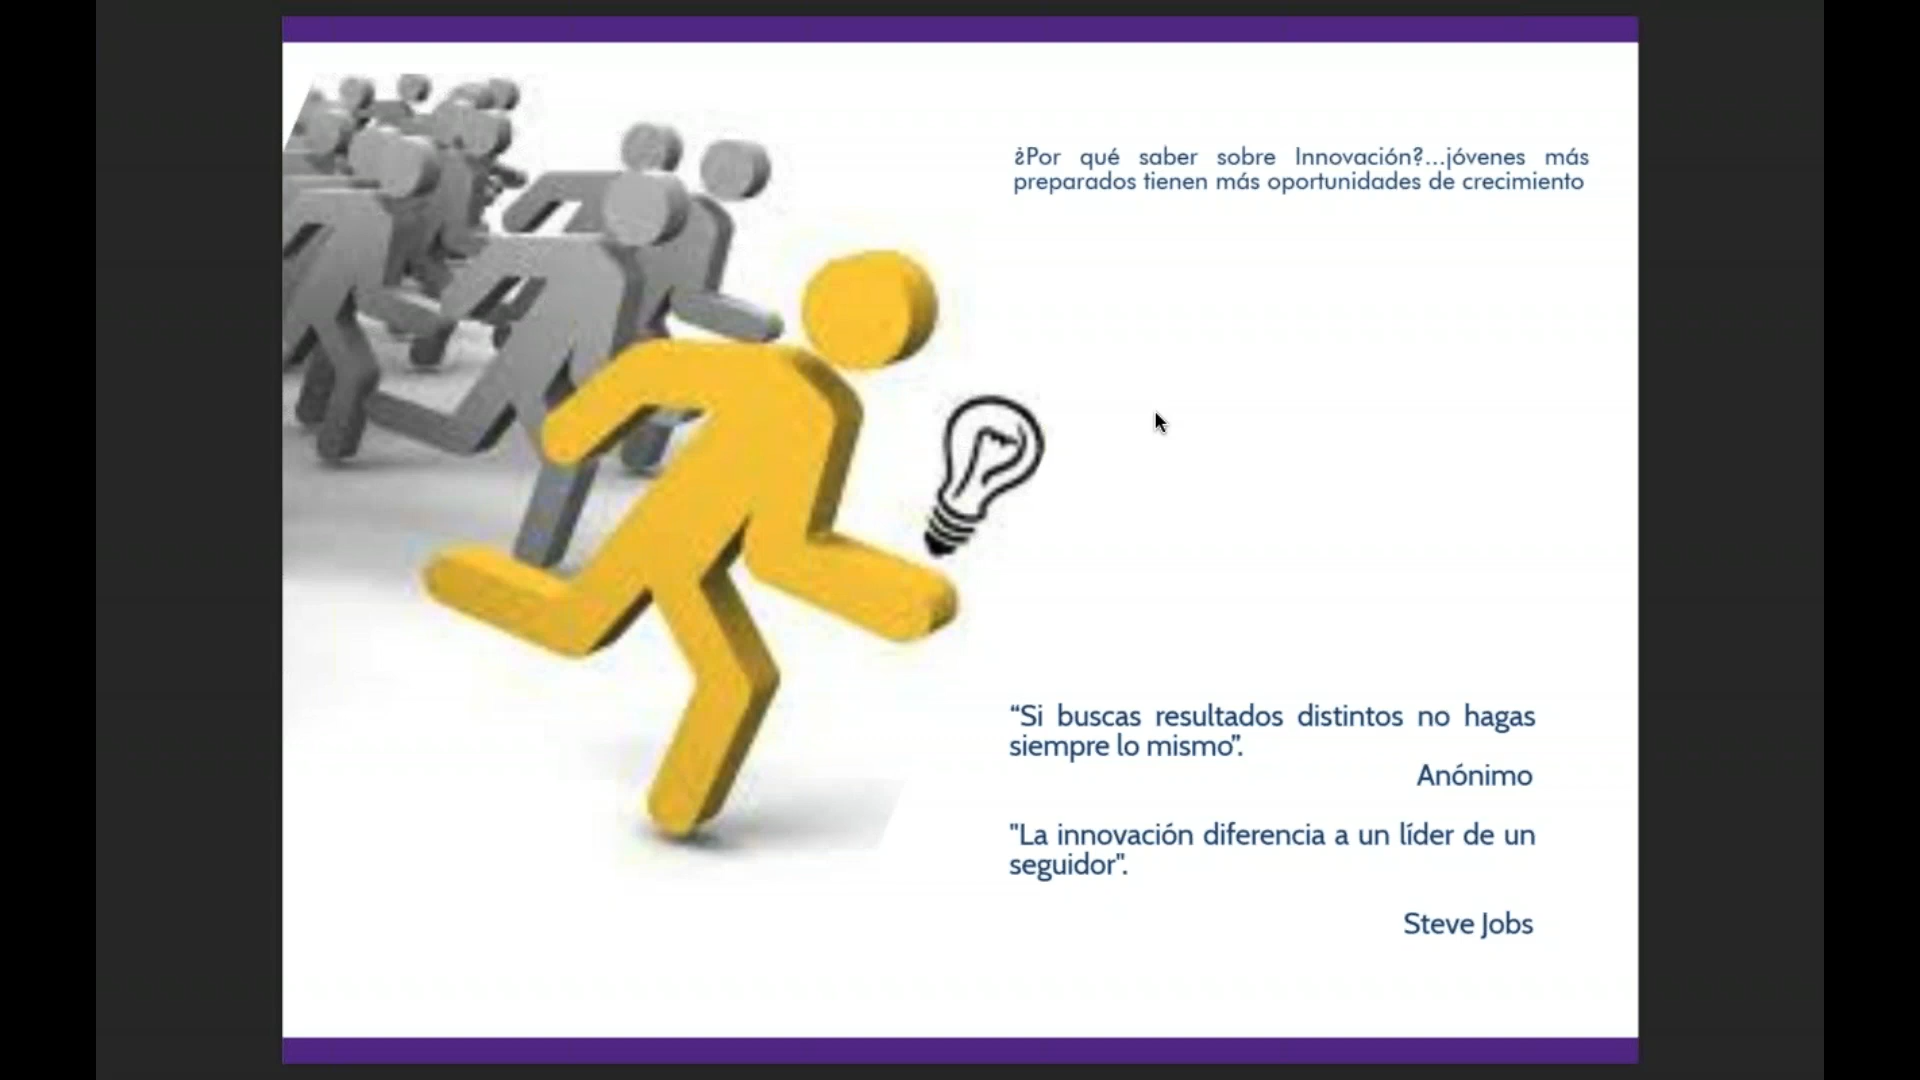 ¿Por qué saber sobre Innovación?...jóvenes más
preparados tienen más oportunidades de crecimiento
“Si buscas resultados distintos no hagas
siempre lo mismo”.
Anónimo
"La innovación diferencia a un líder de un
seguidor".
Steve Jobs